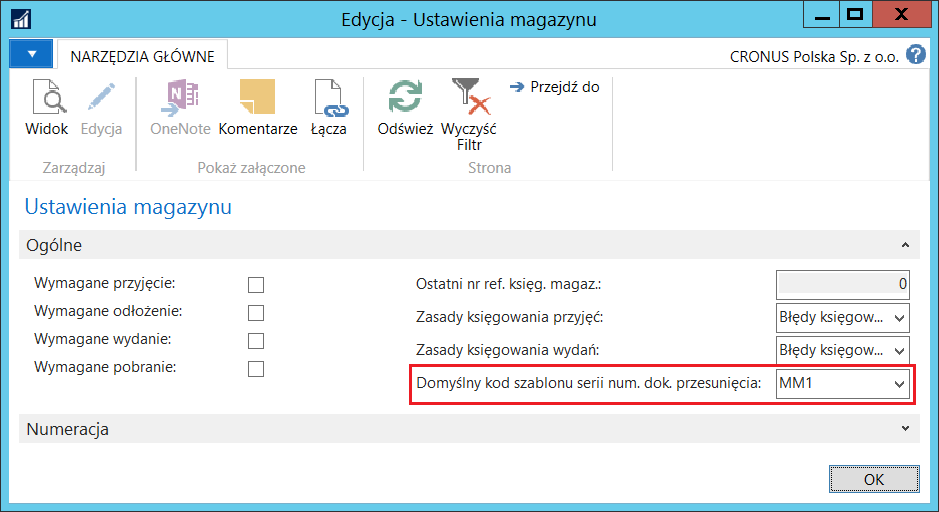 Edycja - Ustawienia magazynu
NARZĘDZIA GŁÓWNE
CRONUS Polska Sp. z o.o.
?
Widok
Edycja
OneNote
Komentarze
Łącza
Odśwież
Wyczyść
Filtr
Przejdź do
Zarządzaj
Pokaż załączone
Strona
Ustawienia magazynu
Ogólne
Wymagane przyjęcie:
Wymagane odłożenie:
Wymagane wydanie:
Wymagane pobranie:
Ostatni nr ref. księg. magaz.: 0
Zasady księgowania przyjęć: Błędy księgow...
Zasady księgowania wydań: Błędy księgow...
Domyślny kod szablonu serii num. dok. przesunięcia: MM1
Numeracja
OK